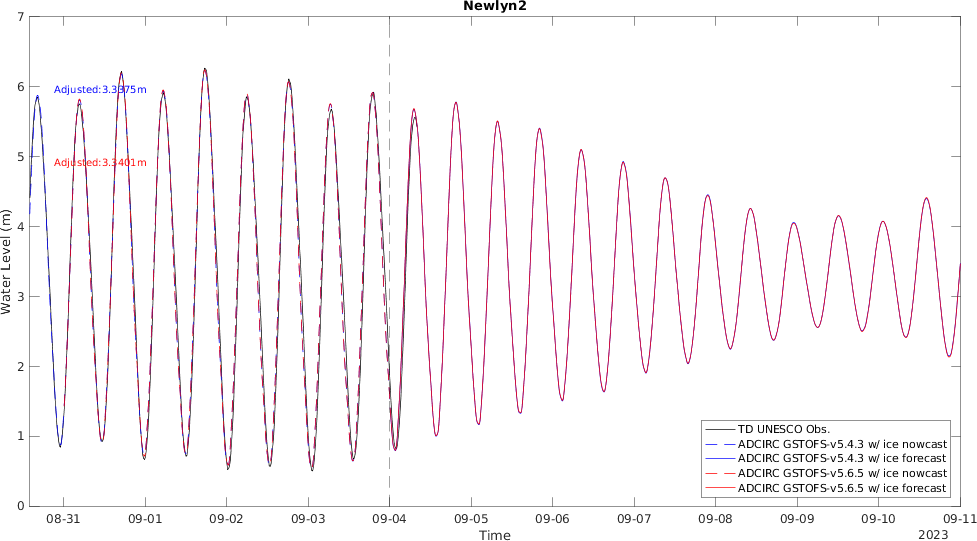 Newlyn2
7
6
5
4
3
2
1
0
Adjusted:3.3375m
Adjusted:3.3401m
Water Level (m)
TD UNESCO Obs.
ADCIRC GSTOFS-v5.4.3 w/ ice nowcast
ADCIRC GSTOFS-v5.4.3 w/ ice forecast
ADCIRC GSTOFS-v5.6.5 w/ ice nowcast
ADCIRC GSTOFS-v5.6.5 w/ ice forecast
08-31 09-01 09-02 09-03 09-04 09-05 09-06 09-07 09-08 09-09 09-10 09-11
Time
2023